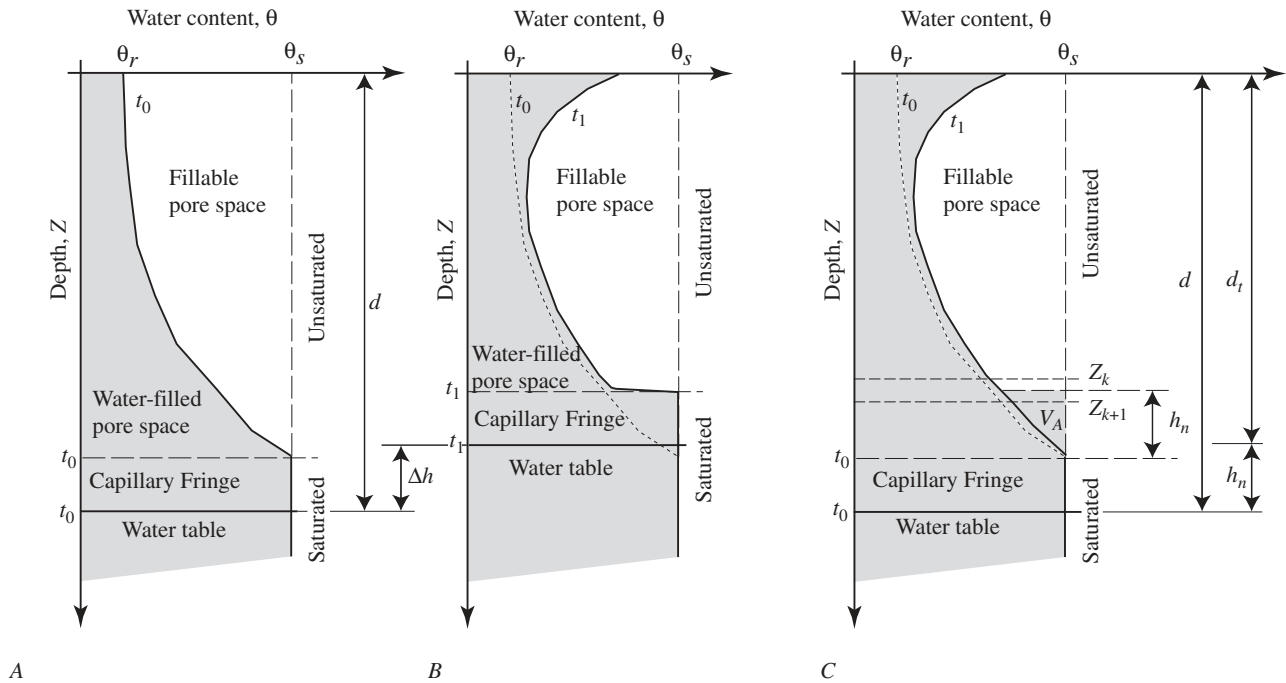 Water content, θ
θr
θs
t0
Fillable
pore space
Depth, Z
Unsaturated
d
Water-filled
pore space
t0
Capillary Fringe
t0
Water table
Saturated
Δh
A
Water content, θ
θr
θs
t0
t1
Fillable
pore space
Depth, Z
Unsaturated
Water-filled
pore space
t1
Capillary Fringe
t1
Water table
Saturated
B
Water content, θ
θr
θs
t0
t1
Fillable
pore space
Depth, Z
Unsaturated
d
dt
Zk
Zk+1
VA
hn
t0
Capillary Fringe
hn
t0
Water table
Saturated
C